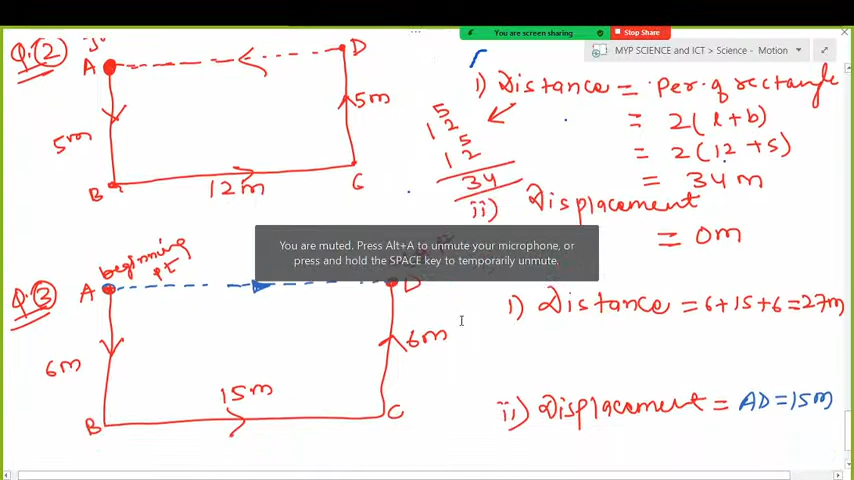 You are screen sharing
Stop Share
MYP SCIENCE and ICT > Science - Motion
Q.(2)
A
D
5m
5m
B
12m
C
i) Distance = Per. of rectangle
= 2(l+b)
= 2(12+5)
= 34m
5
12
5
12
34
ii) Displacement
= 0m
You are muted. Press Alt+A to unmute your microphone, or
press and hold the SPACE key to temporarily unmute.
Q.(3)
beginning
pt
A
D
6m
6m
B
15m
C
i) Distance = 6+15+6=27m
ii) Displacement = AD=15m